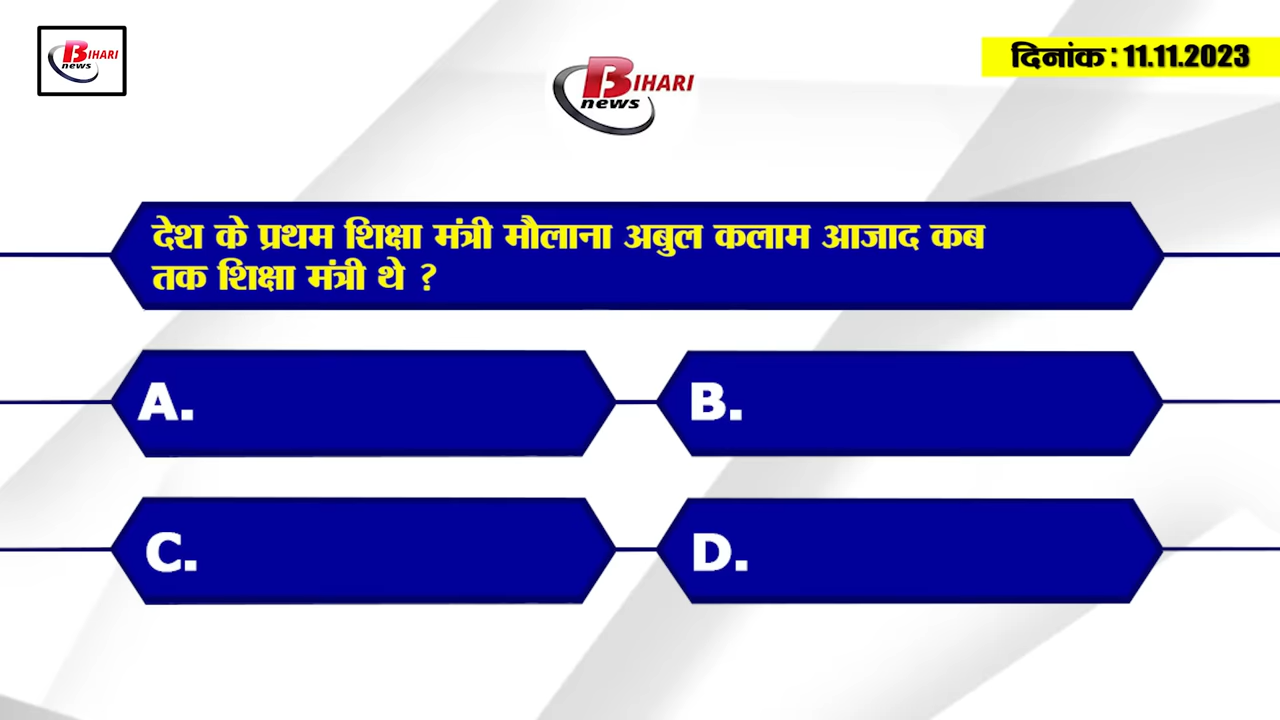 BIHARI
news
BIHARI
news
दिनांक : 11.11.2023
देश के प्रथम शिक्षा मंत्री मौलाना अबुल कलाम आजाद कब
तक शिक्षा मंत्री थे ?
A.
B.
C.
D.